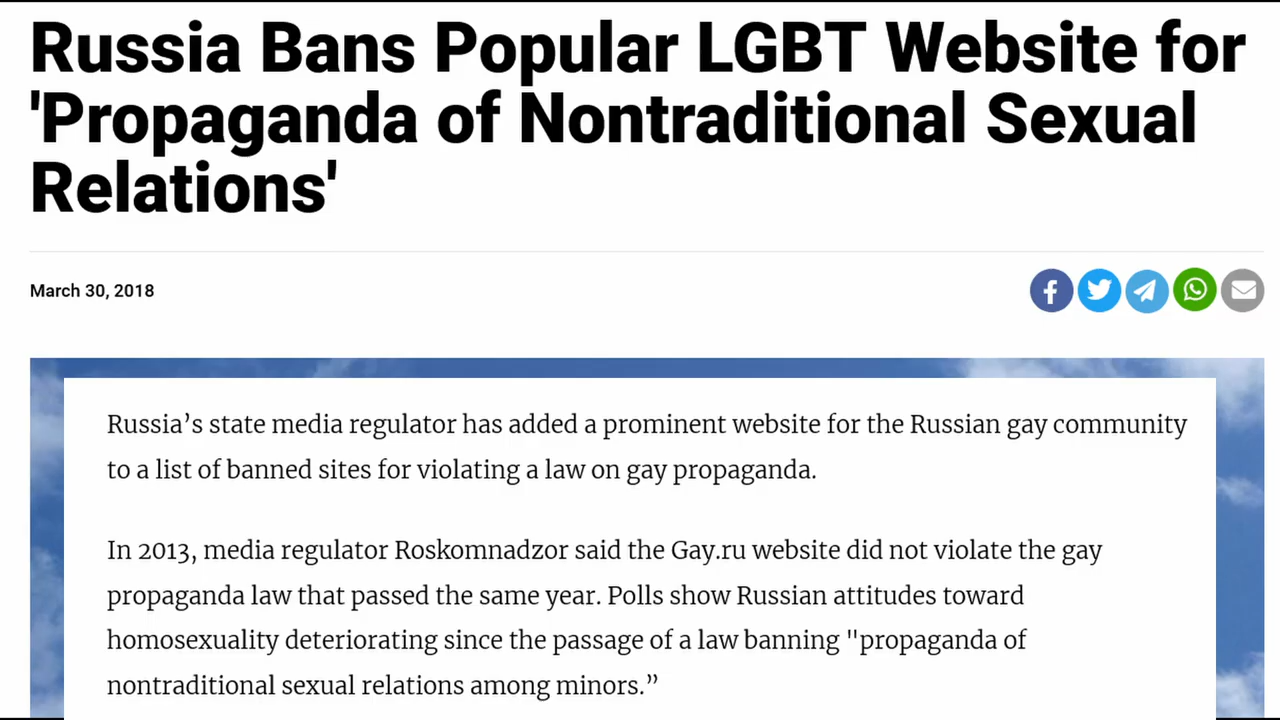 Russia Bans Popular LGBT Website for
'Propaganda of Nontraditional Sexual
Relations'
March 30, 2018
Russia’s state media regulator has added a prominent website for the Russian gay community
to a list of banned sites for violating a law on gay propaganda.
In 2013, media regulator Roskomnadzor said the Gay.ru website did not violate the gay
propaganda law that passed the same year. Polls show Russian attitudes toward
homosexuality deteriorating since the passage of a law banning "propaganda of
nontraditional sexual relations among minors.”